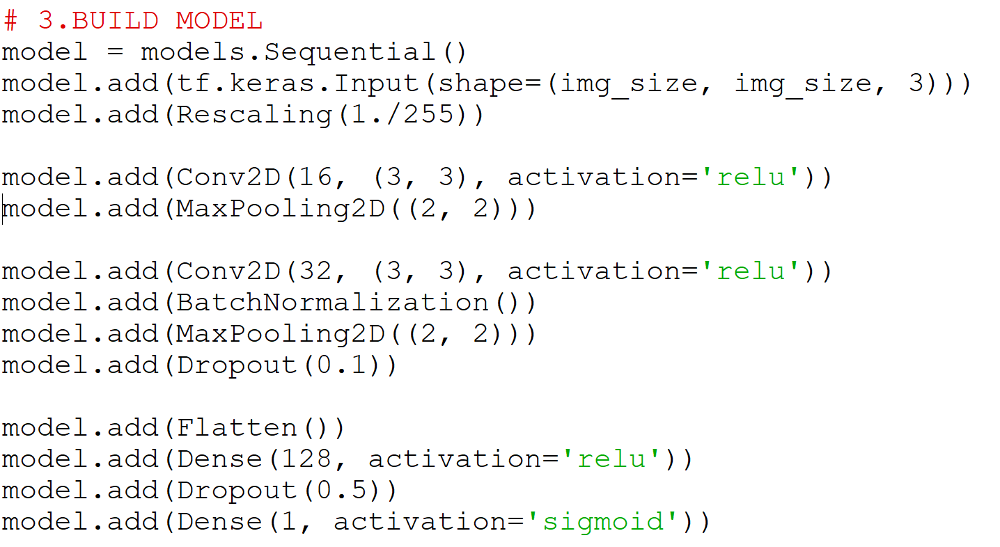 # 3.BUILD MODEL
model = models.Sequential()
model.add(tf.keras.Input(shape=(img_size, img_size, 3)))
model.add(Rescaling(1./255))
model.add(Conv2D(16, (3, 3), activation='relu'))
model.add(MaxPooling2D((2, 2)))
model.add(Conv2D(32, (3, 3), activation='relu'))
model.add(BatchNormalization())
model.add(MaxPooling2D((2, 2)))
model.add(Dropout(0.1))
model.add(Flatten())
model.add(Dense(128, activation='relu'))
model.add(Dropout(0.5))
model.add(Dense(1, activation='sigmoid'))